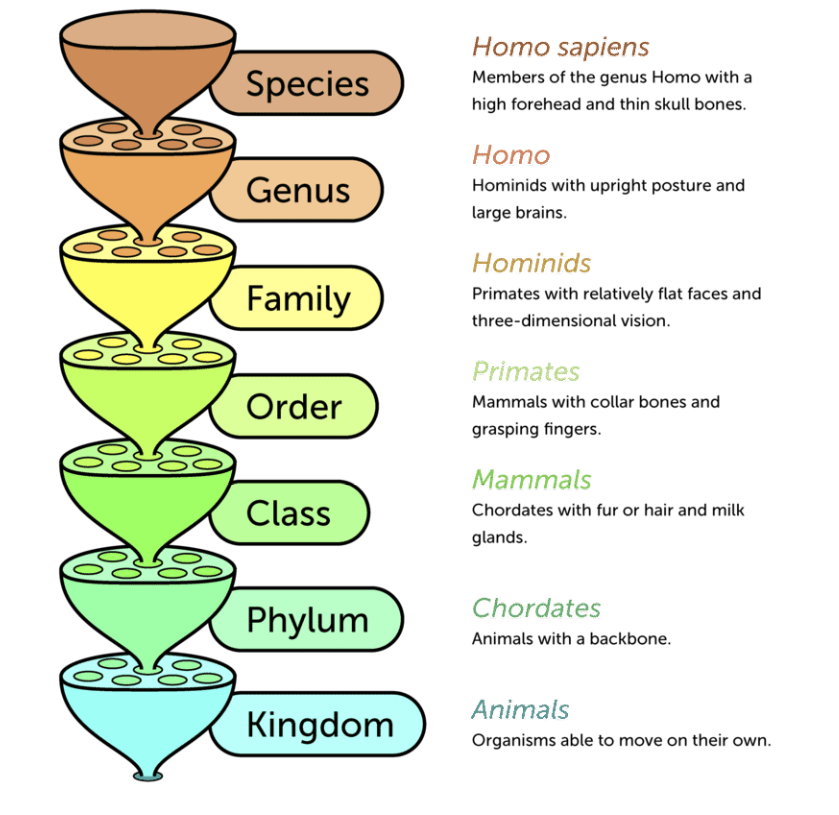 Species
Homo sapiens
Members of the genus Homo with a
high forehead and thin skull bones.
Genus
Homo
Hominids with upright posture and
large brains.
Family
Hominids
Primates with relatively flat faces and
three-dimensional vision.
Order
Primates
Mammals with collar bones and
grasping fingers.
Class
Mammals
Chordates with fur or hair and milk
glands.
Phylum
Chordates
Animals with a backbone.
Kingdom
Animals
Organisms able to move on their own.